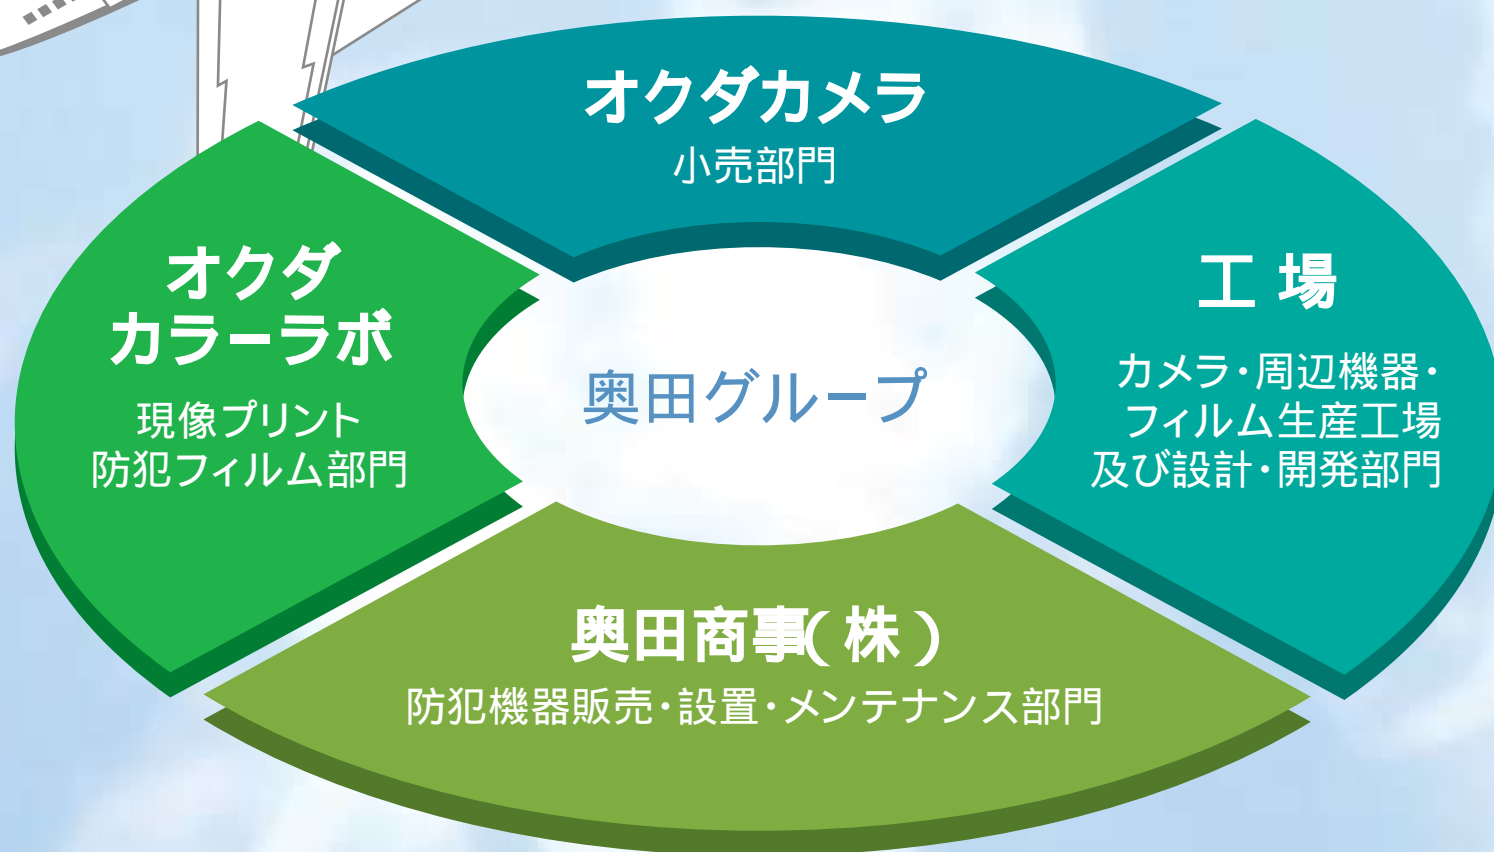 オクダカメラ
小売部門
オクダ
カラーラボ
現像プリント
防犯フィルム部門
奥田グループ
工 場
カメラ・周辺機器・
フィルム生産工場
及び設計・開発部門
奥田商事(株)
防犯機器販売・設置・メンテナンス部門